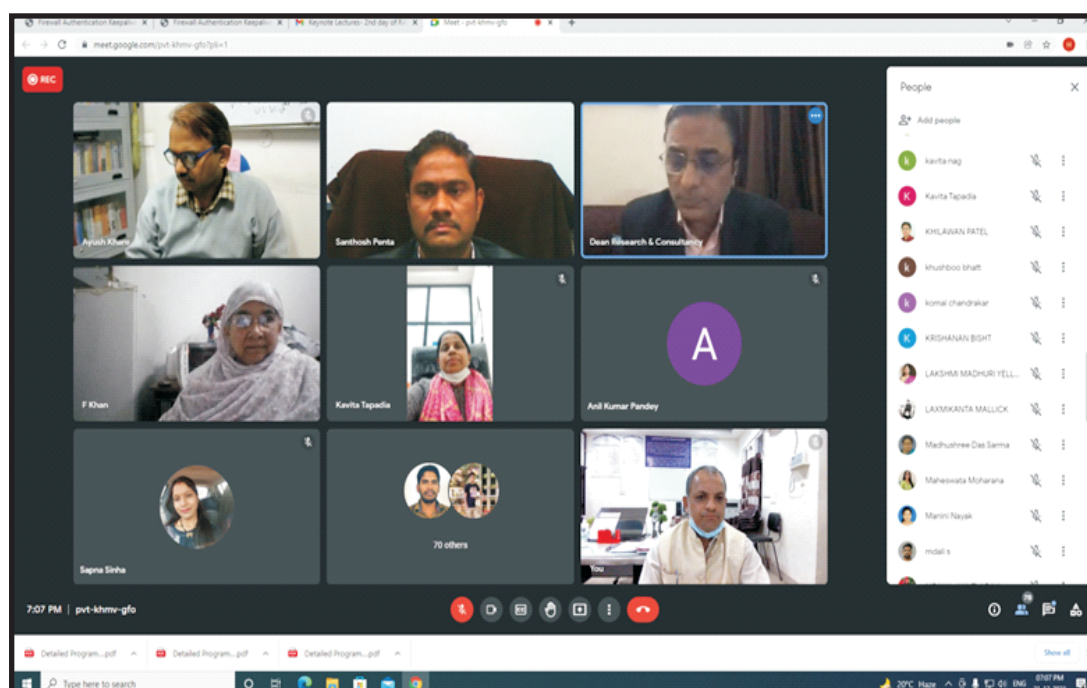 Firewall Authentication Keepaliv
Firewall Authentication Keepaliv
Keynote Lectures- 2nd day of
Meet - pvt-khmv-gfo
meet.google.com/pvt-khmv-gfo?pli=1
REC
Ayush Khare
Santhosh Penta
Dean Research & Consultancy
F Khan
Kavita Tapadia
A
Anil Kumar Pandey
Sapna Sinha
70 others
You
People
Add people
k
kavita nag
K
Kavita Tapadia
KHILAWAN PATEL
k
khushboo bhatt
k
komal chandrakar
K
KRISHANAN BISHT
LAKSHMI MADHURI YELL...
LAXMIKANTA MALLICK
Madhushree Das Sarma
Maheswata Moharana
Manini Nayak
mdali s
7:07 PM | pvt-khmv-gfo
78
Detailed Program....pdf
Detailed Program....pdf
Detailed Program....pdf
Show all
Type here to search
20°C Haze
ENG
07:07 PM